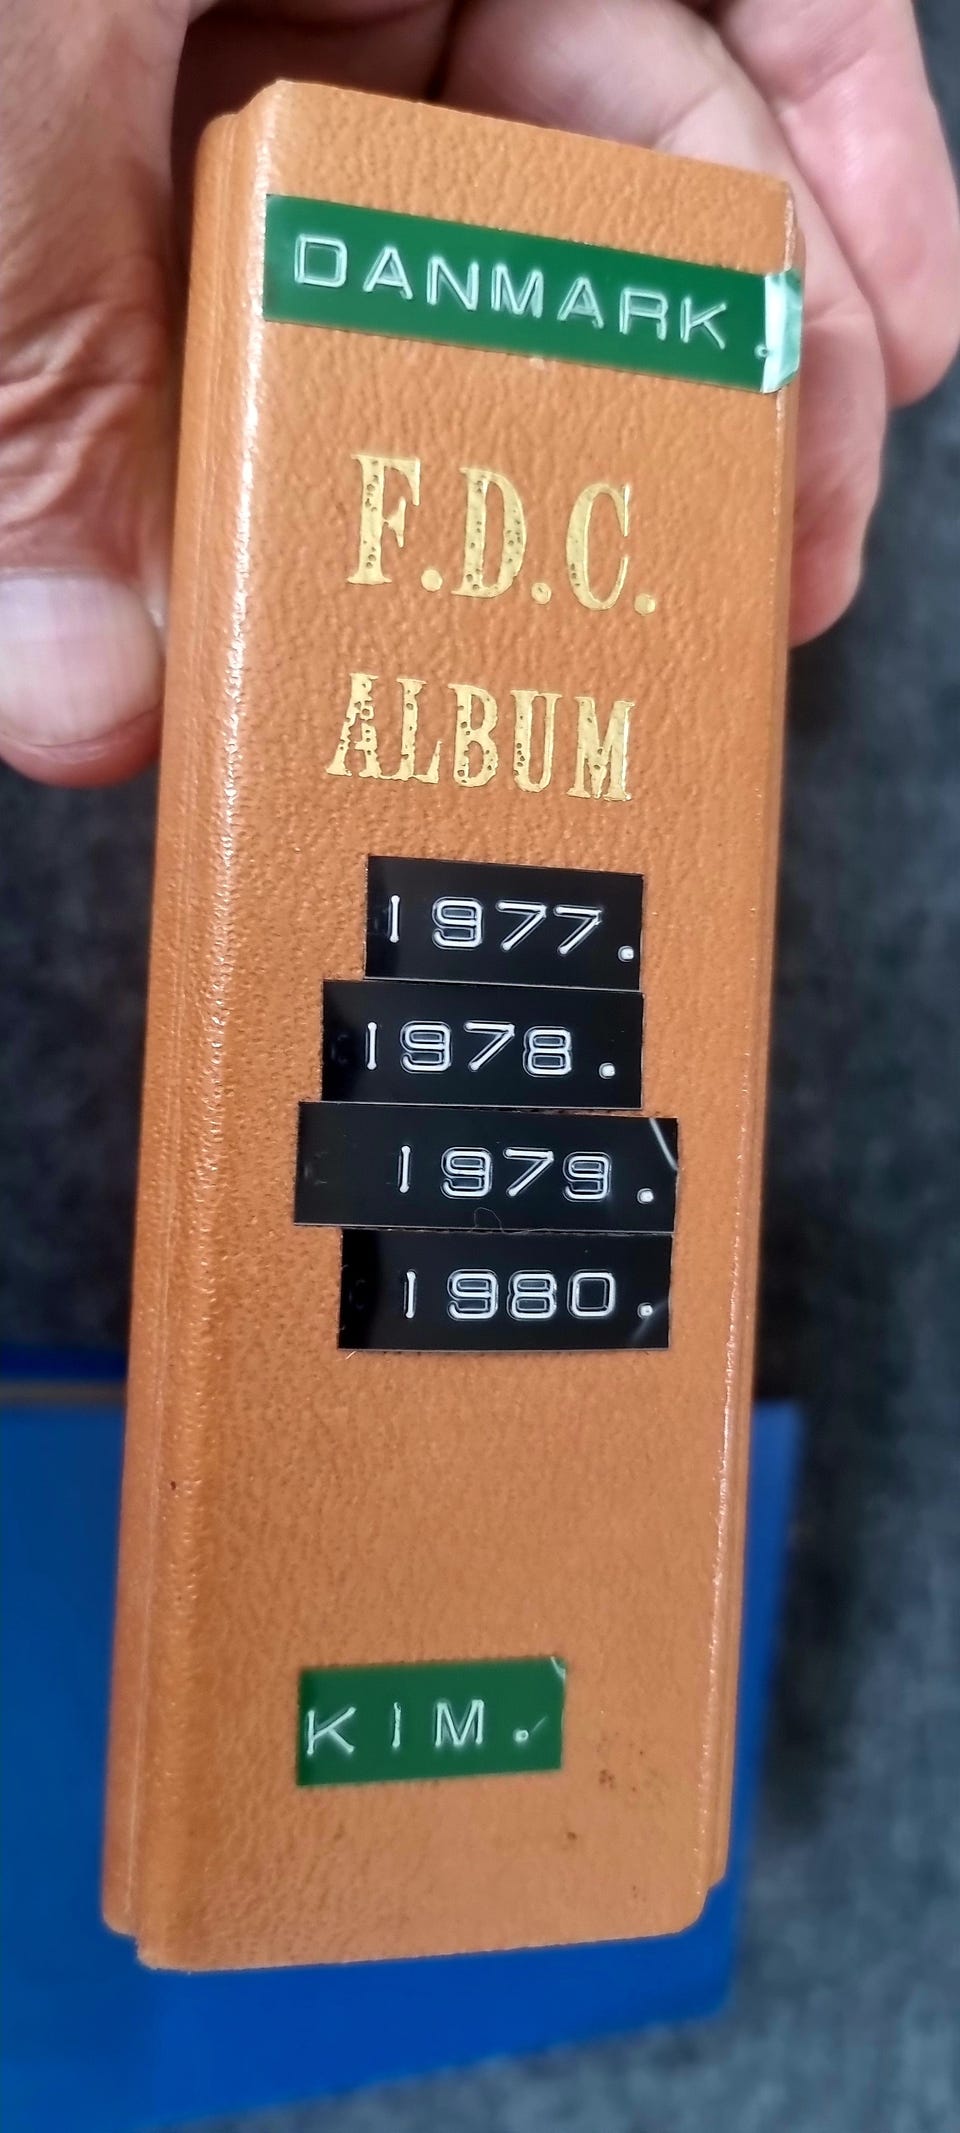 DANMARK.
F.D.C.
ALBUM
1977.
1978.
1979.
1980.
KIM.